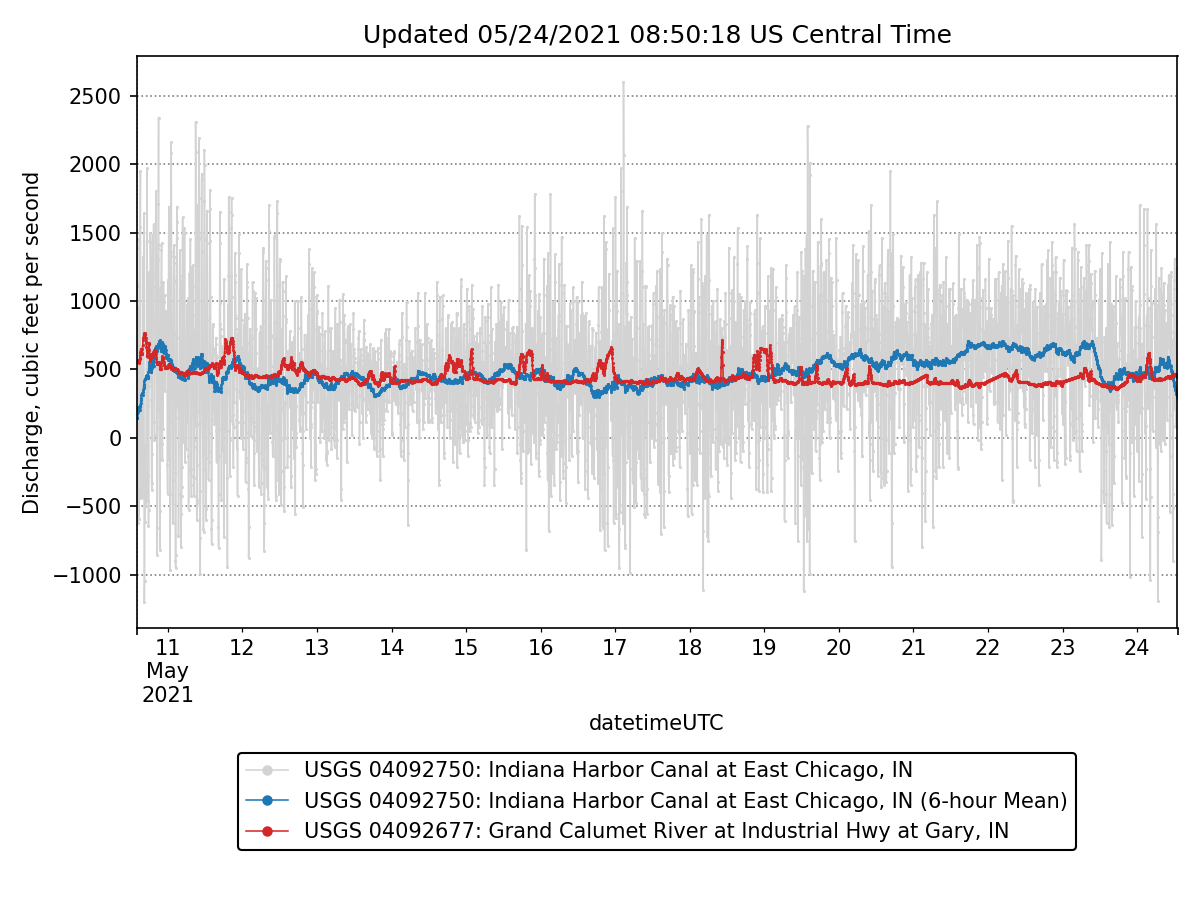 Updated 05/24/2021 08:50:18 US Central Time
Discharge, cubic feet per second
2500
2000
1500
1000
500
0
−500
−1000
11 12 13 14 15 16 17 18 19 20 21 22 23 24
May
2021
datetimeUTC
USGS 04092750: Indiana Harbor Canal at East Chicago, IN
USGS 04092750: Indiana Harbor Canal at East Chicago, IN (6-hour Mean)
USGS 04092677: Grand Calumet River at Industrial Hwy at Gary, IN